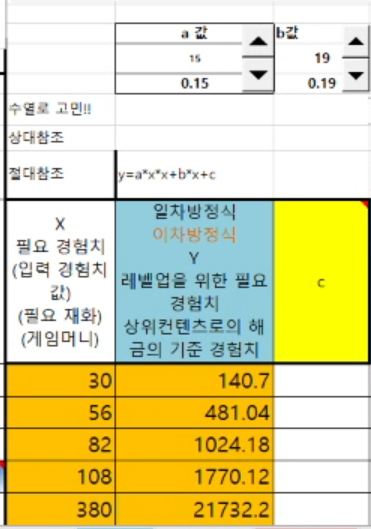 a 값 b값
15 19
0.15 0.19
수열로 고민!!
상대참조
절대참조 y=a*x*x+b*x+c
X
필요 경험치
(입력 경험치
값)
(필요 재화)
(게임머니)
일차방정식
이차방정식
Y
레벨업을 위한 필요
경험치
상위컨텐츠로의 해
금의 기준 경험치
c
30 140.7
56 481.04
82 1024.18
108 1770.12
380 21732.2